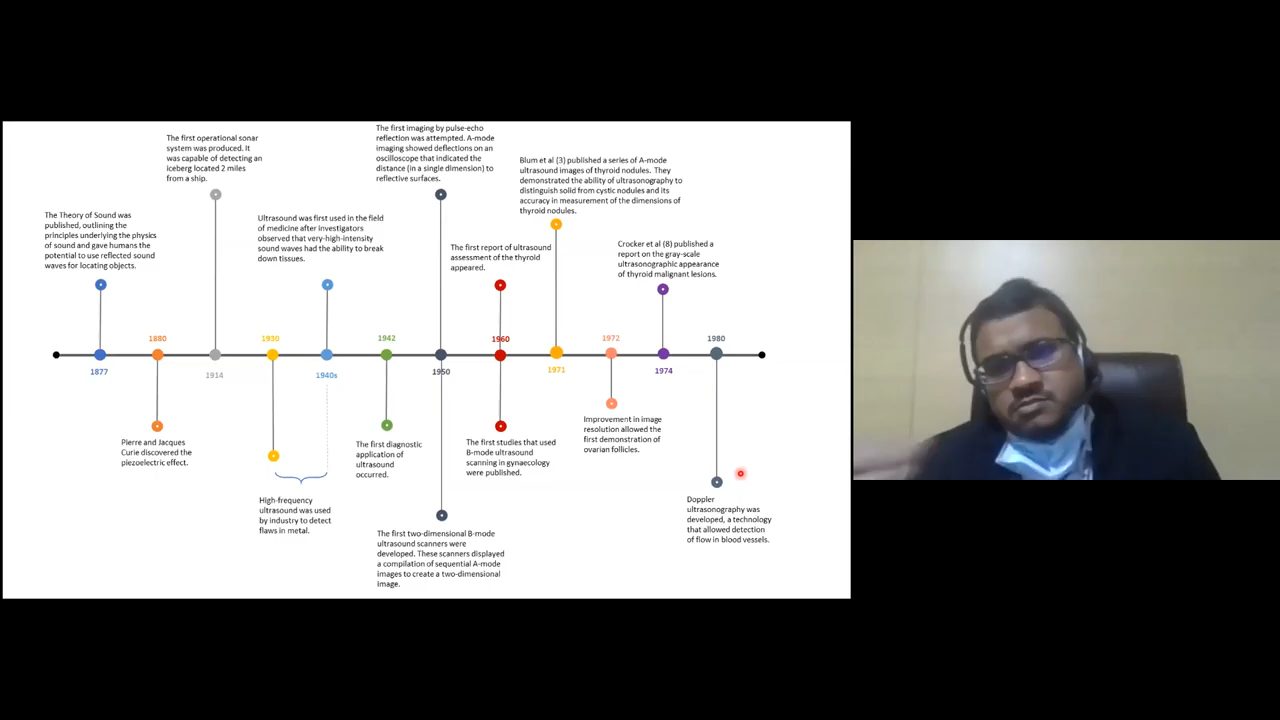 The Theory of Sound was
published, outlining the
principles underlying the physics
of sound and gave humans the
potential to use reflected sound
waves for locating objects.
1877
1880
Pierre and Jacques
Curie discovered the
piezoelectric effect.
The first operational sonar
system was produced. It
was capable of detecting an
iceberg located 2 miles
from a ship.
1914
1930
High-frequency
ultrasound was used
by industry to detect
flaws in metal.
Ultrasound was first used in the field
of medicine after investigators
observed that very-high-intensity
sound waves had the ability to break
down tissues.
1940s
1942
The first diagnostic
application of
ultrasound
occurred.
The first imaging by pulse-echo
reflection was attempted. A-mode
imaging showed deflections on an
oscilloscope that indicated the
distance (in a single dimension) to
reflective surfaces.
1950
The first two-dimensional B-mode
ultrasound scanners were
developed. These scanners displayed
a compilation of sequential A-mode
images to create a two-dimensional
image.
The first report of ultrasound
assessment of the thyroid
appeared.
1960
The first studies that used
B-mode ultrasound
scanning in gynaecology
were published.
Blum et al (3) published a series of A-mode
ultrasound images of thyroid nodules. They
demonstrated the ability of ultrasonography to
distinguish solid from cystic nodules and its
accuracy in measurement of the dimensions of
thyroid nodules.
1971
1972
Improvement in image
resolution allowed the
first demonstration of
ovarian follicles.
Crocker et al (8) published a
report on the gray-scale
ultrasonographic appearance
of thyroid malignant lesions.
1974
1980
Doppler
ultrasonography was
developed, a technology
that allowed detection
of flow in blood vessels.